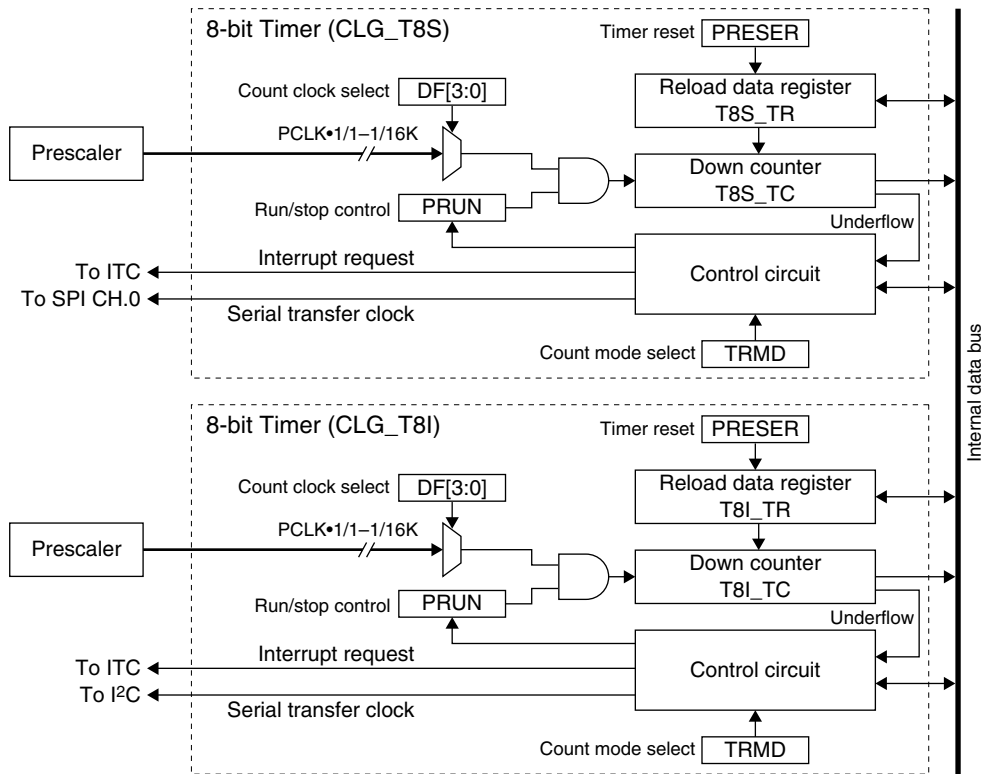 8-bit Timer (CLG_T8S)
Timer reset PRESER
Count clock select DF[3:0]
Reload data register
T8S_TR
Prescaler
PCLK•1/1–1/16K
Down counter
T8S_TC
Run/stop control PRUN
Underflow
Control circuit
To ITC
Interrupt request
To SPI CH.0
Serial transfer clock
Count mode select TRMD
Internal data bus
8-bit Timer (CLG_T8I)
Timer reset PRESER
Count clock select DF[3:0]
Reload data register
T8I_TR
Prescaler
PCLK•1/1–1/16K
Down counter
T8I_TC
Run/stop control PRUN
Underflow
Control circuit
To ITC
Interrupt request
To I²C
Serial transfer clock
Count mode select TRMD